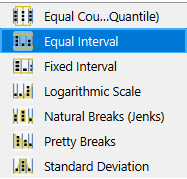 Equal Cou...Quantile)
Equal Interval
Fixed Interval
Logarithmic Scale
Natural Breaks (Jenks)
Pretty Breaks
Standard Deviation